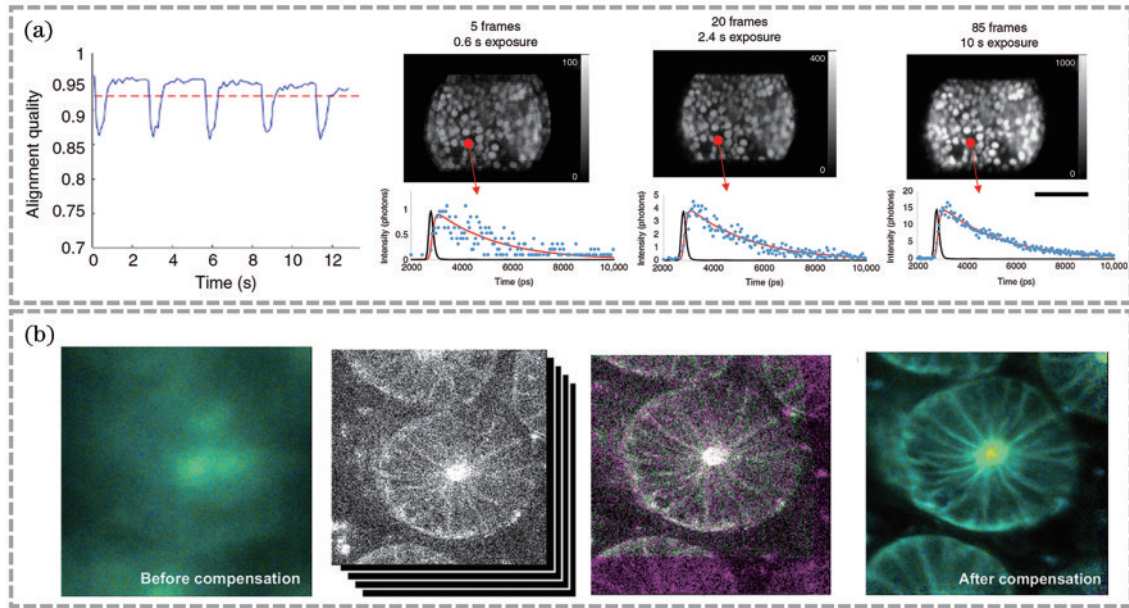 (a)
1
0.95
0.9
0.85
0.75
0.7
Alignment quality
0
2
4
6
8
10
12
Time (s)
5 frames
0.6 s exposure
100
0
Intensity (photons)
1
0.5
0
2000
4000
6000
8000
10,000
Time (ps)
20 frames
2.4 s exposure
400
0
Intensity (photons)
5
4
3
2
1
0
2000
4000
6000
8000
10,000
Time (ps)
85 frames
10 s exposure
1000
0
Intensity (photons)
20
15
10
5
0
2000
4000
6000
8000
10,000
Time (ps)
(b)
Before compensation
After compensation